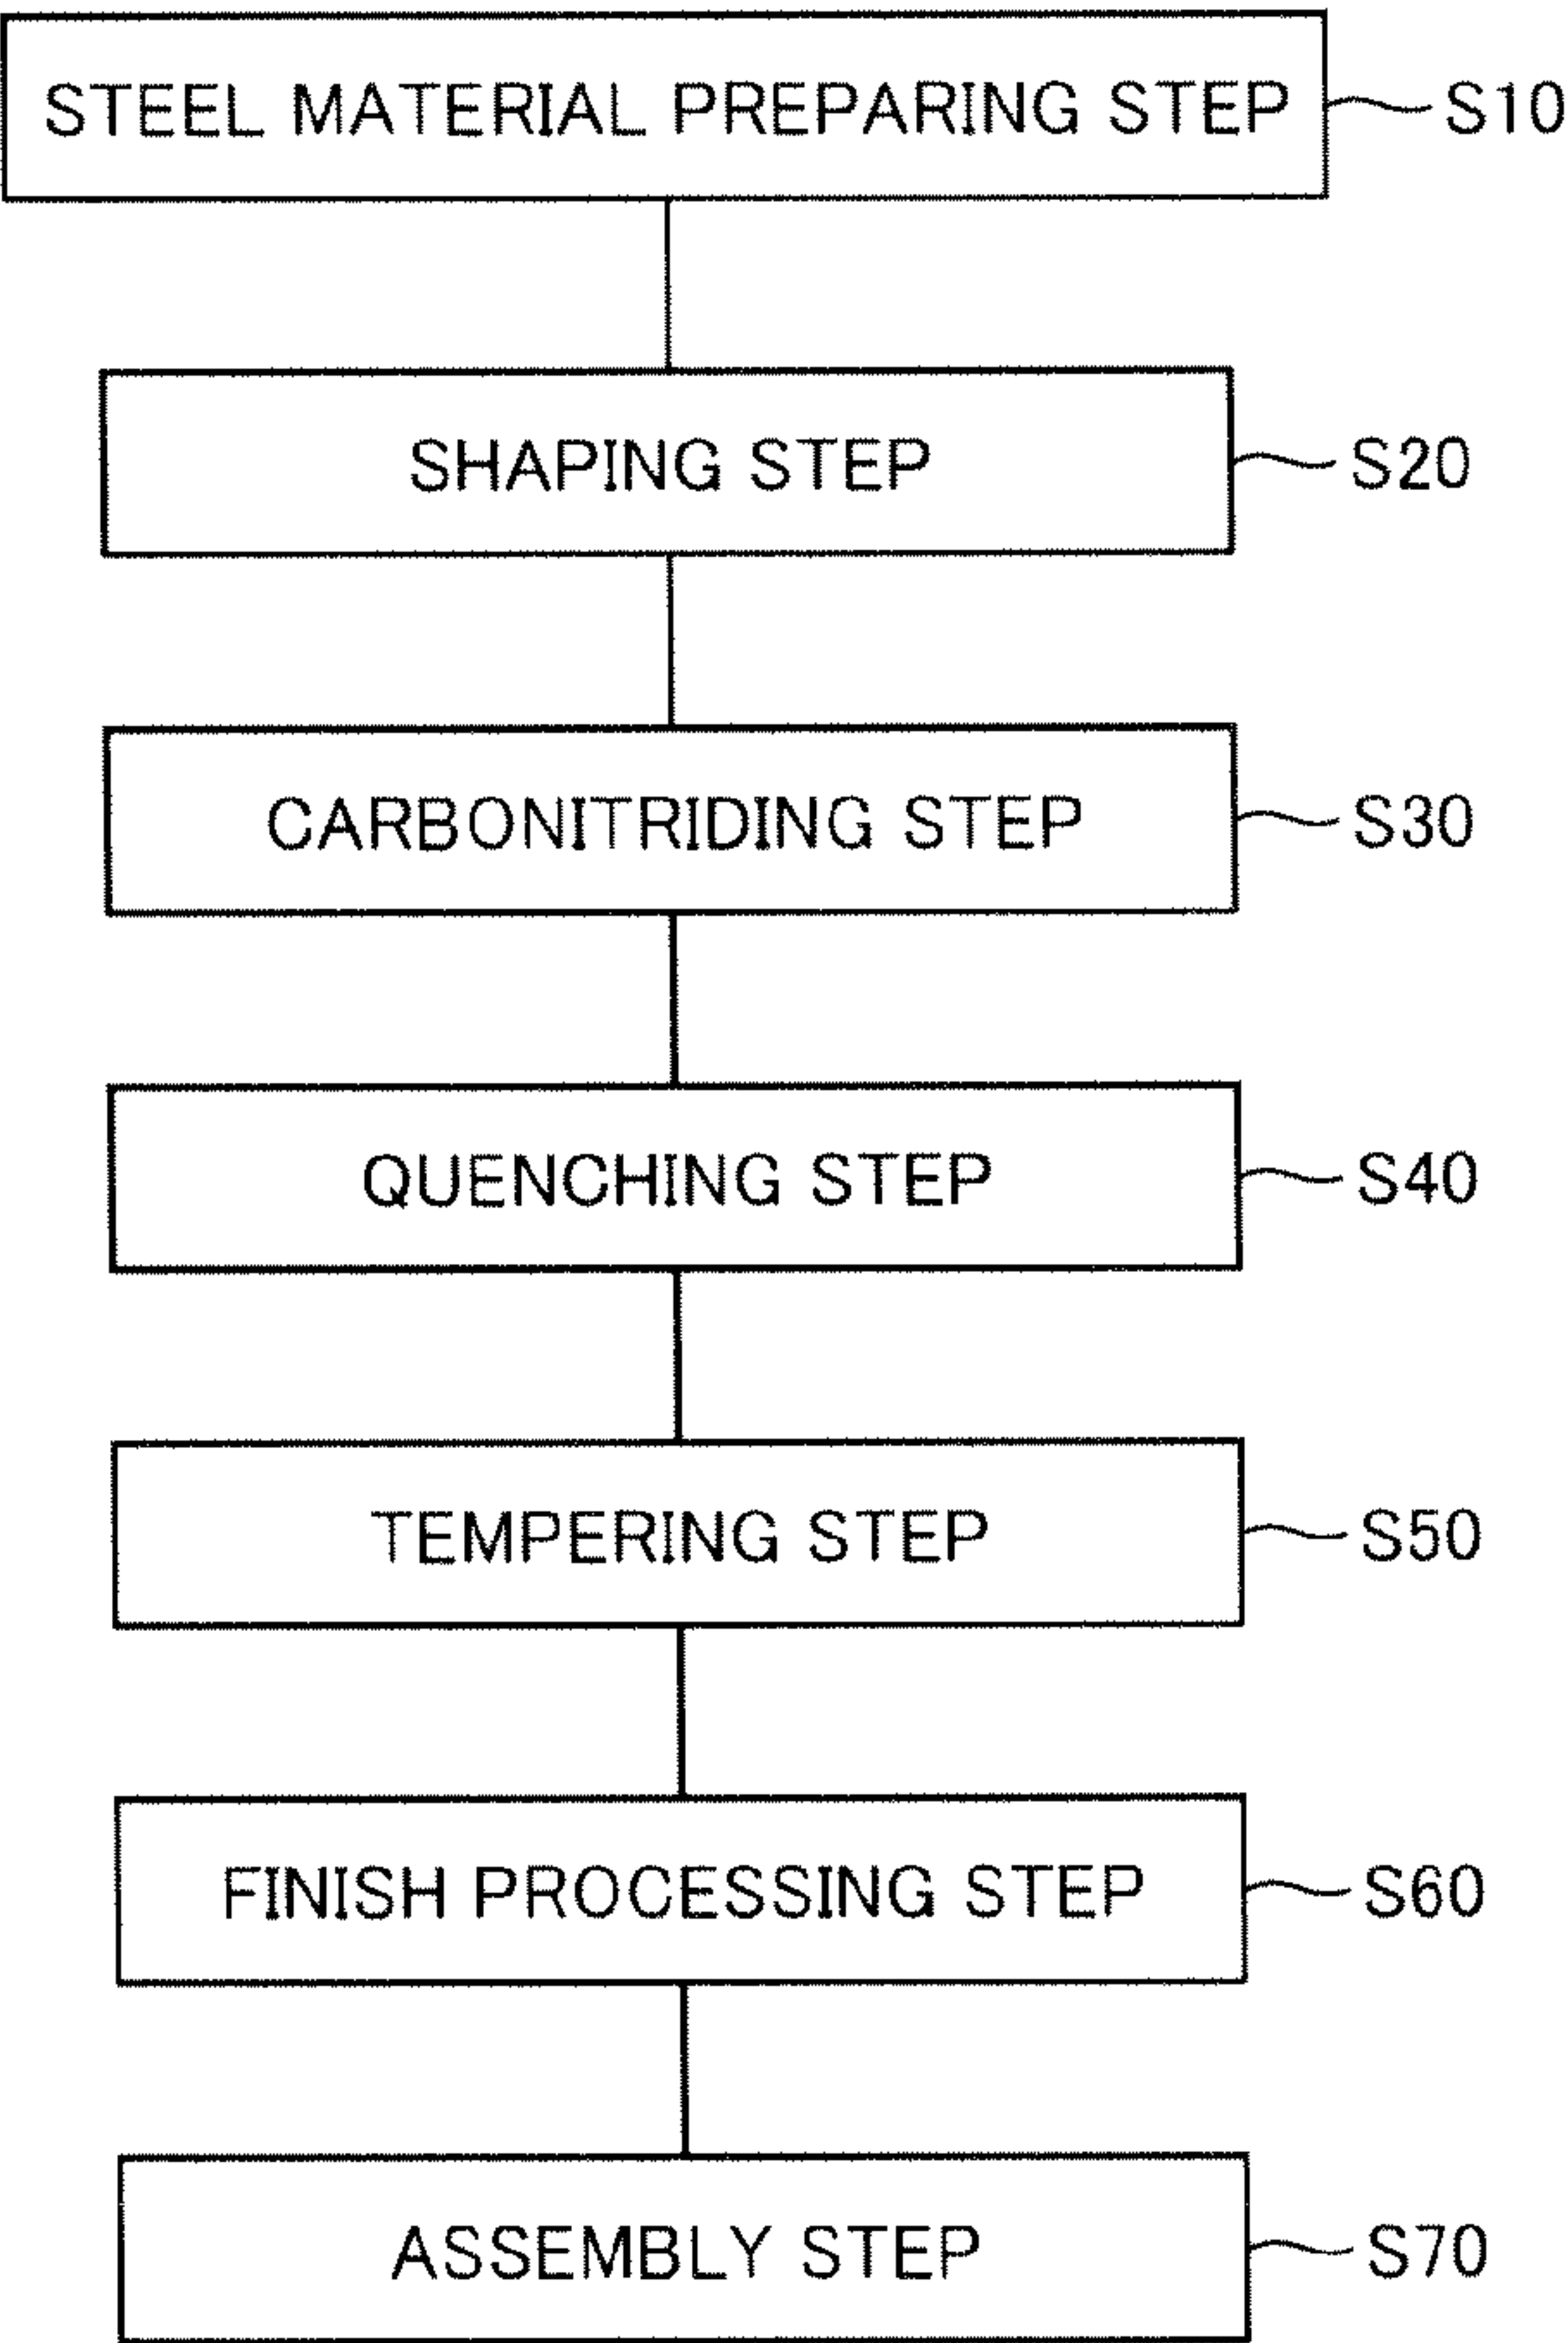 STEEL MATERIAL PREPARING STEP S10
SHAPING STEP S20
CARBONITRIDING STEP S30
QUENCHING STEP S40
TEMPERING STEP S50
FINISH PROCESSING STEP S60
ASSEMBLY STEP S70